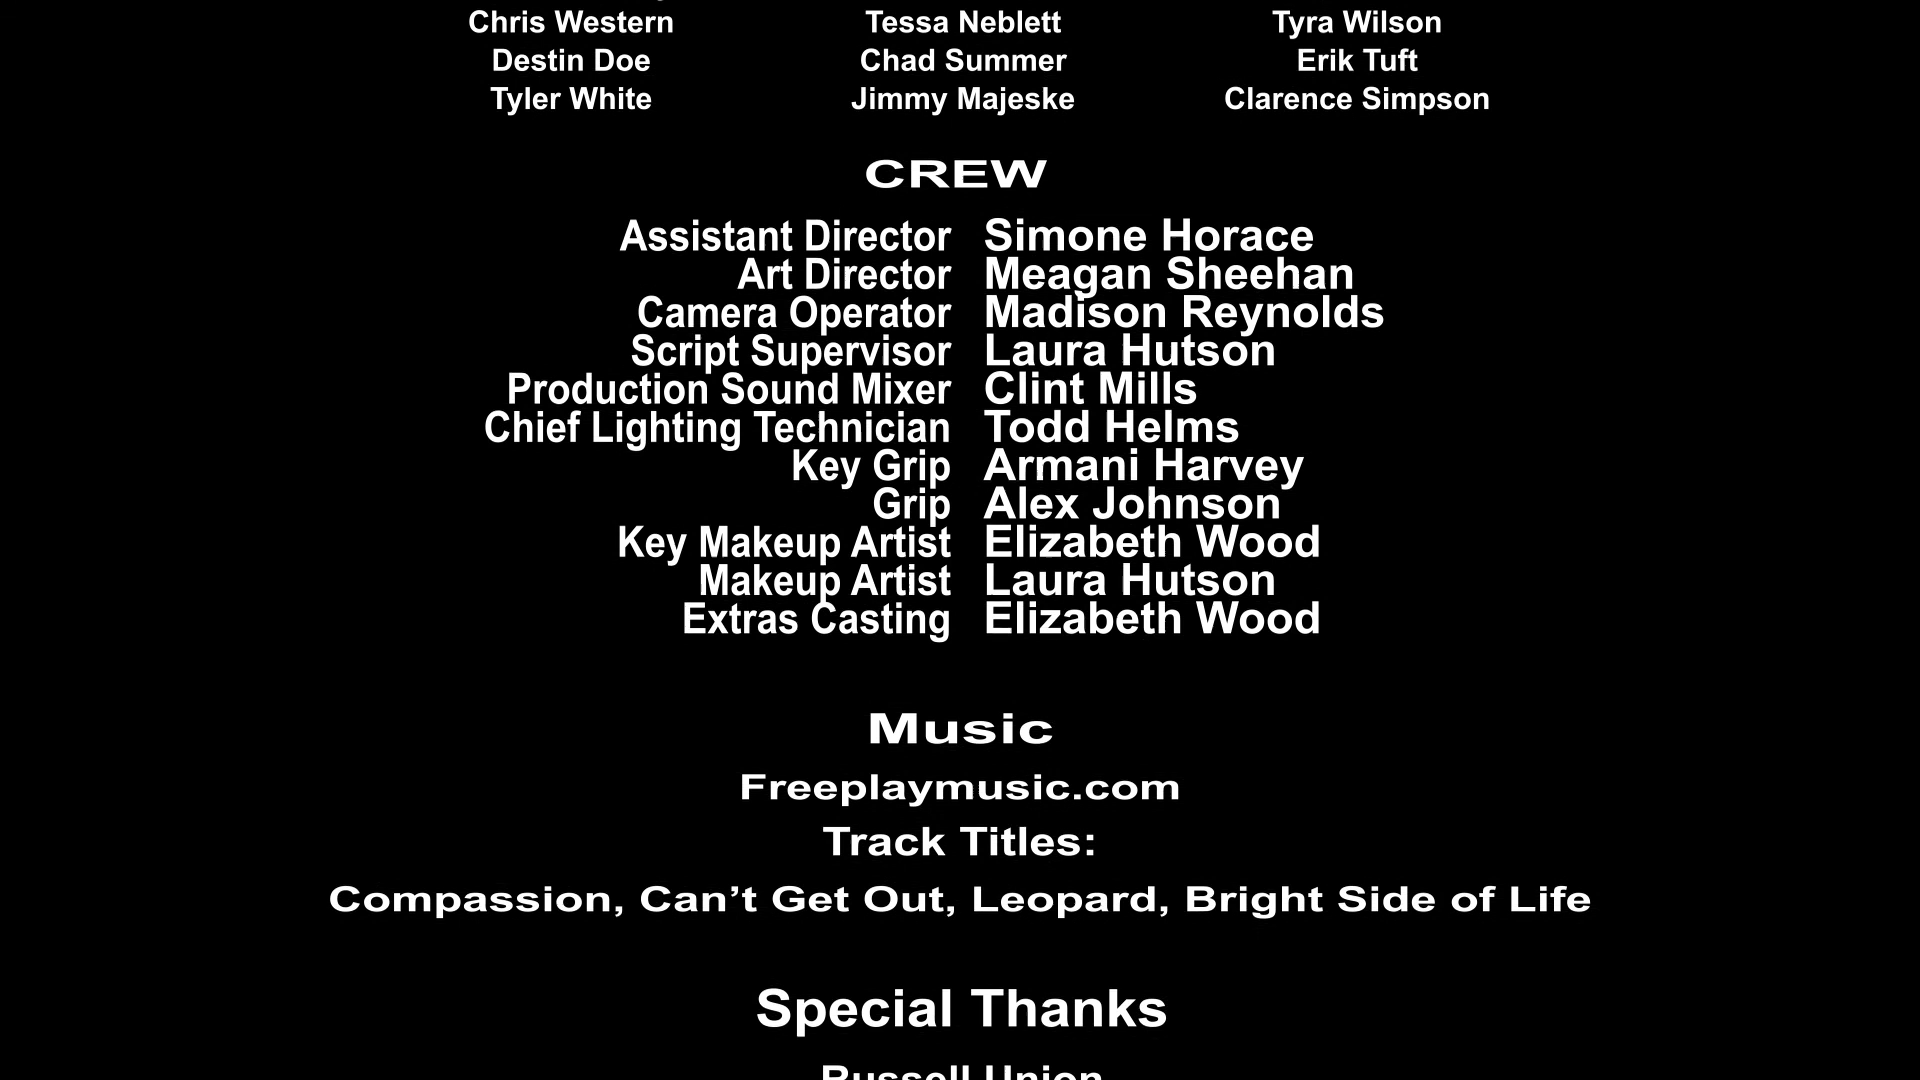 Chris Western Tessa Neblett Tyra Wilson
Destin Doe Chad Summer Erik Tuft
Tyler White Jimmy Majeske Clarence Simpson
CREW
Assistant Director Simone Horace
Art Director Meagan Sheehan
Camera Operator Madison Reynolds
Script Supervisor Laura Hutson
Production Sound Mixer Clint Mills
Chief Lighting Technician Todd Helms
Key Grip Armani Harvey
Grip Alex Johnson
Key Makeup Artist Elizabeth Wood
Makeup Artist Laura Hutson
Extras Casting Elizabeth Wood
Music
Freeplaymusic.com
Track Titles:
Compassion, Can’t Get Out, Leopard, Bright Side of Life
Special Thanks
Russell Union